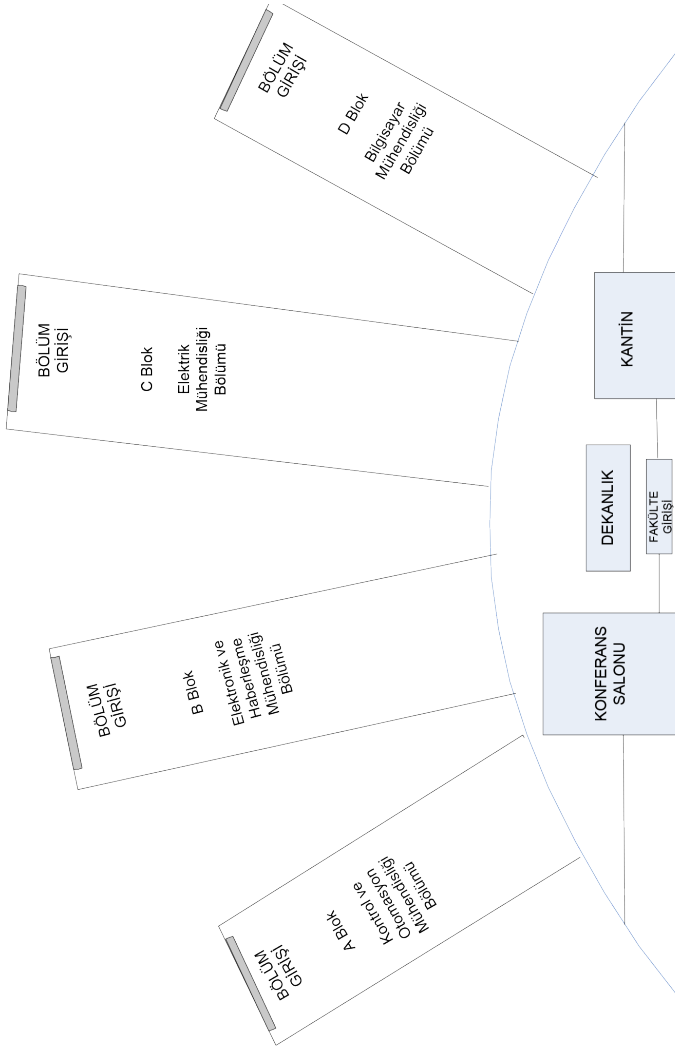 BÖLÜM
GİRİŞİ
D Blok
Bilgisayar
Mühendisliği
Bölümü
BÖLÜM
GİRİŞİ
C Blok
Elektrik
Mühendisliği
Bölümü
KANTİN
DEKANLIK
FAKÜLTE
GİRİŞİ
KONFERANS
SALONU
BÖLÜM
GİRİŞİ
B Blok
Elektronik ve
Haberleşme
Mühendisliği
Bölümü
BÖLÜM
GİRİŞİ
A Blok
Kontrol ve
Otomasyon
Mühendisliği
Bölümü